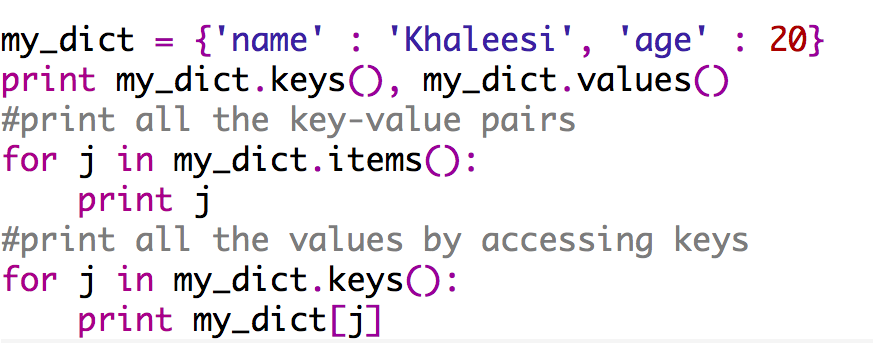 my_dict = {'name' : 'Khaleesi', 'age' : 20}
print my_dict.keys(), my_dict.values()
#print all the key-value pairs
for j in my_dict.items():
    print j
#print all the values by accessing keys
for j in my_dict.keys():
    print my_dict[j]